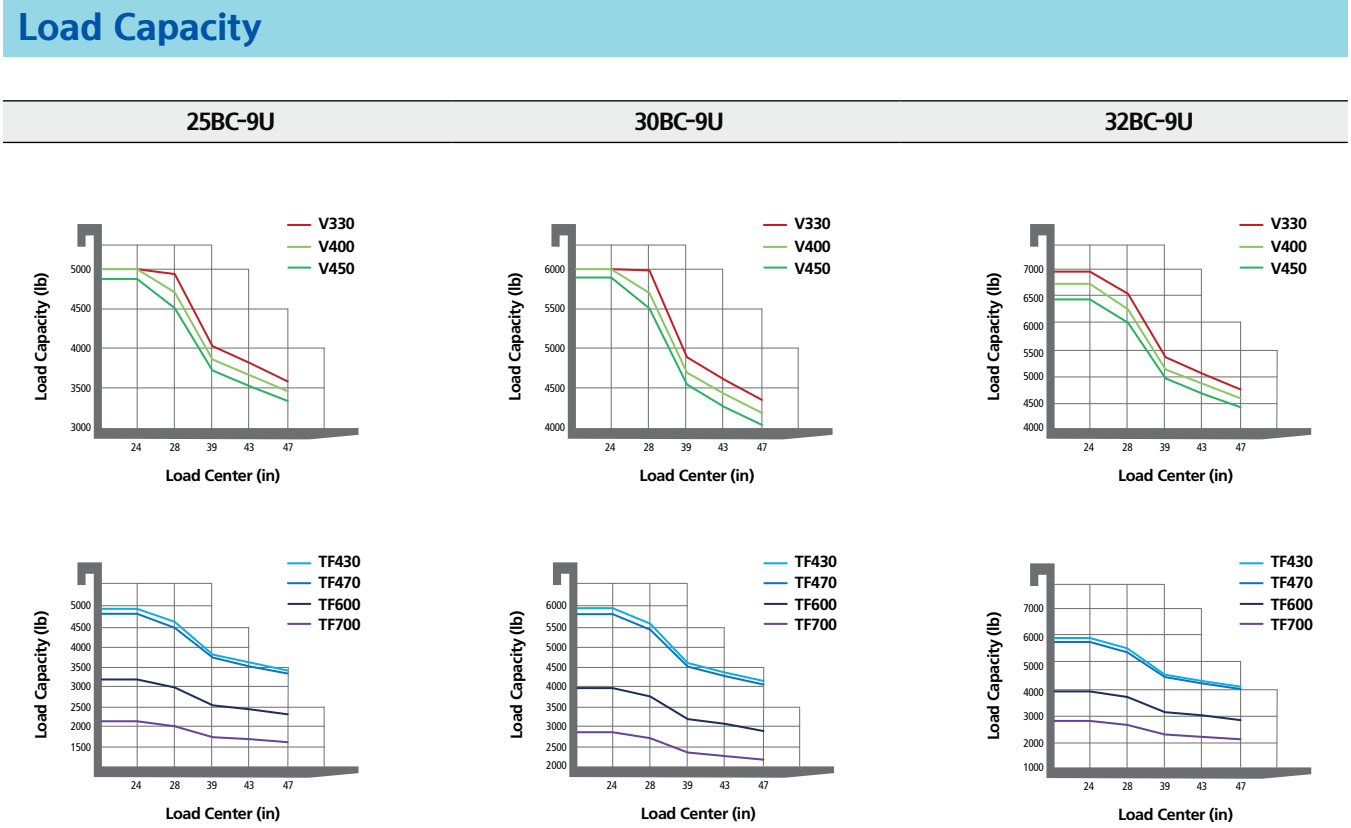 Load Capacity
25BC-9U 30BC-9U 32BC-9U
V330
V400
V450
Load Capacity (lb)
5000
4500
4000
3500
3000
24 28 39 43 47
Load Center (in)
V330
V400
V450
Load Capacity (lb)
6000
5500
5000
4500
4000
24 28 39 43 47
Load Center (in)
V330
V400
V450
Load Capacity (lb)
7000
6500
6000
5500
5000
4500
4000
24 28 39 43 47
Load Center (in)
TF430
TF470
TF600
TF700
Load Capacity (lb)
5000
4500
4000
3500
3000
2500
2000
1500
24 28 39 43 47
Load Center (in)
TF430
TF470
TF600
TF700
Load Capacity (lb)
6000
5500
5000
4500
4000
3500
3000
2500
2000
24 28 39 43 47
Load Center (in)
TF430
TF470
TF600
TF700
Load Capacity (lb)
7000
6000
5000
4000
3000
2000
1000
24 28 39 43 47
Load Center (in)